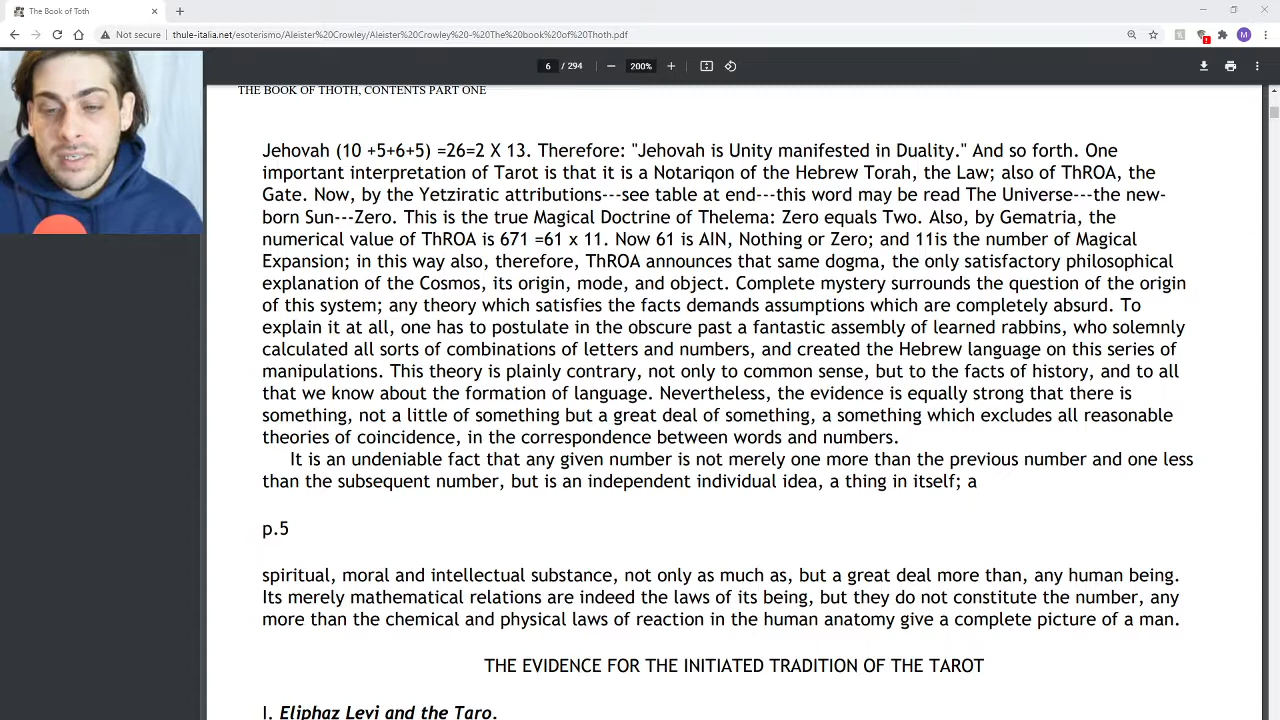 The Book of Toth
Not secure
thule-italia.net/esoterismo/Aleister%20Crowley/Aleister%20Crowley%20-%20The%20book%20of%20Thoth.pdf
M
6 / 294
200%
THE BOOK OF THOTH, CONTENTS PART ONE
Jehovah (10 +5+6+5) =26=2 X 13. Therefore: "Jehovah is Unity manifested in Duality." And so forth. One
important interpretation of Tarot is that it is a Notariqon of the Hebrew Torah, the Law; also of ThROA, the
Gate. Now, by the Yetziratic attributions---see table at end---this word may be read The Universe---the new-
born Sun---Zero. This is the true Magical Doctrine of Thelema: Zero equals Two. Also, by Gematria, the
numerical value of ThROA is 671 =61 x 11. Now 61 is AIN, Nothing or Zero; and 11is the number of Magical
Expansion; in this way also, therefore, ThROA announces that same dogma, the only satisfactory philosophical
explanation of the Cosmos, its origin, mode, and object. Complete mystery surrounds the question of the origin
of this system; any theory which satisfies the facts demands assumptions which are completely absurd. To
explain it at all, one has to postulate in the obscure past a fantastic assembly of learned rabbins, who solemnly
calculated all sorts of combinations of letters and numbers, and created the Hebrew language on this series of
manipulations. This theory is plainly contrary, not only to common sense, but to the facts of history, and to all
that we know about the formation of language. Nevertheless, the evidence is equally strong that there is
something, not a little of something but a great deal of something, a something which excludes all reasonable
theories of coincidence, in the correspondence between words and numbers.
It is an undeniable fact that any given number is not merely one more than the previous number and one less
than the subsequent number, but is an independent individual idea, a thing in itself; a
p.5
spiritual, moral and intellectual substance, not only as much as, but a great deal more than, any human being.
Its merely mathematical relations are indeed the laws of its being, but they do not constitute the number, any
more than the chemical and physical laws of reaction in the human anatomy give a complete picture of a man.
THE EVIDENCE FOR THE INITIATED TRADITION OF THE TAROT
I. Eliphaz Levi and the Taro.